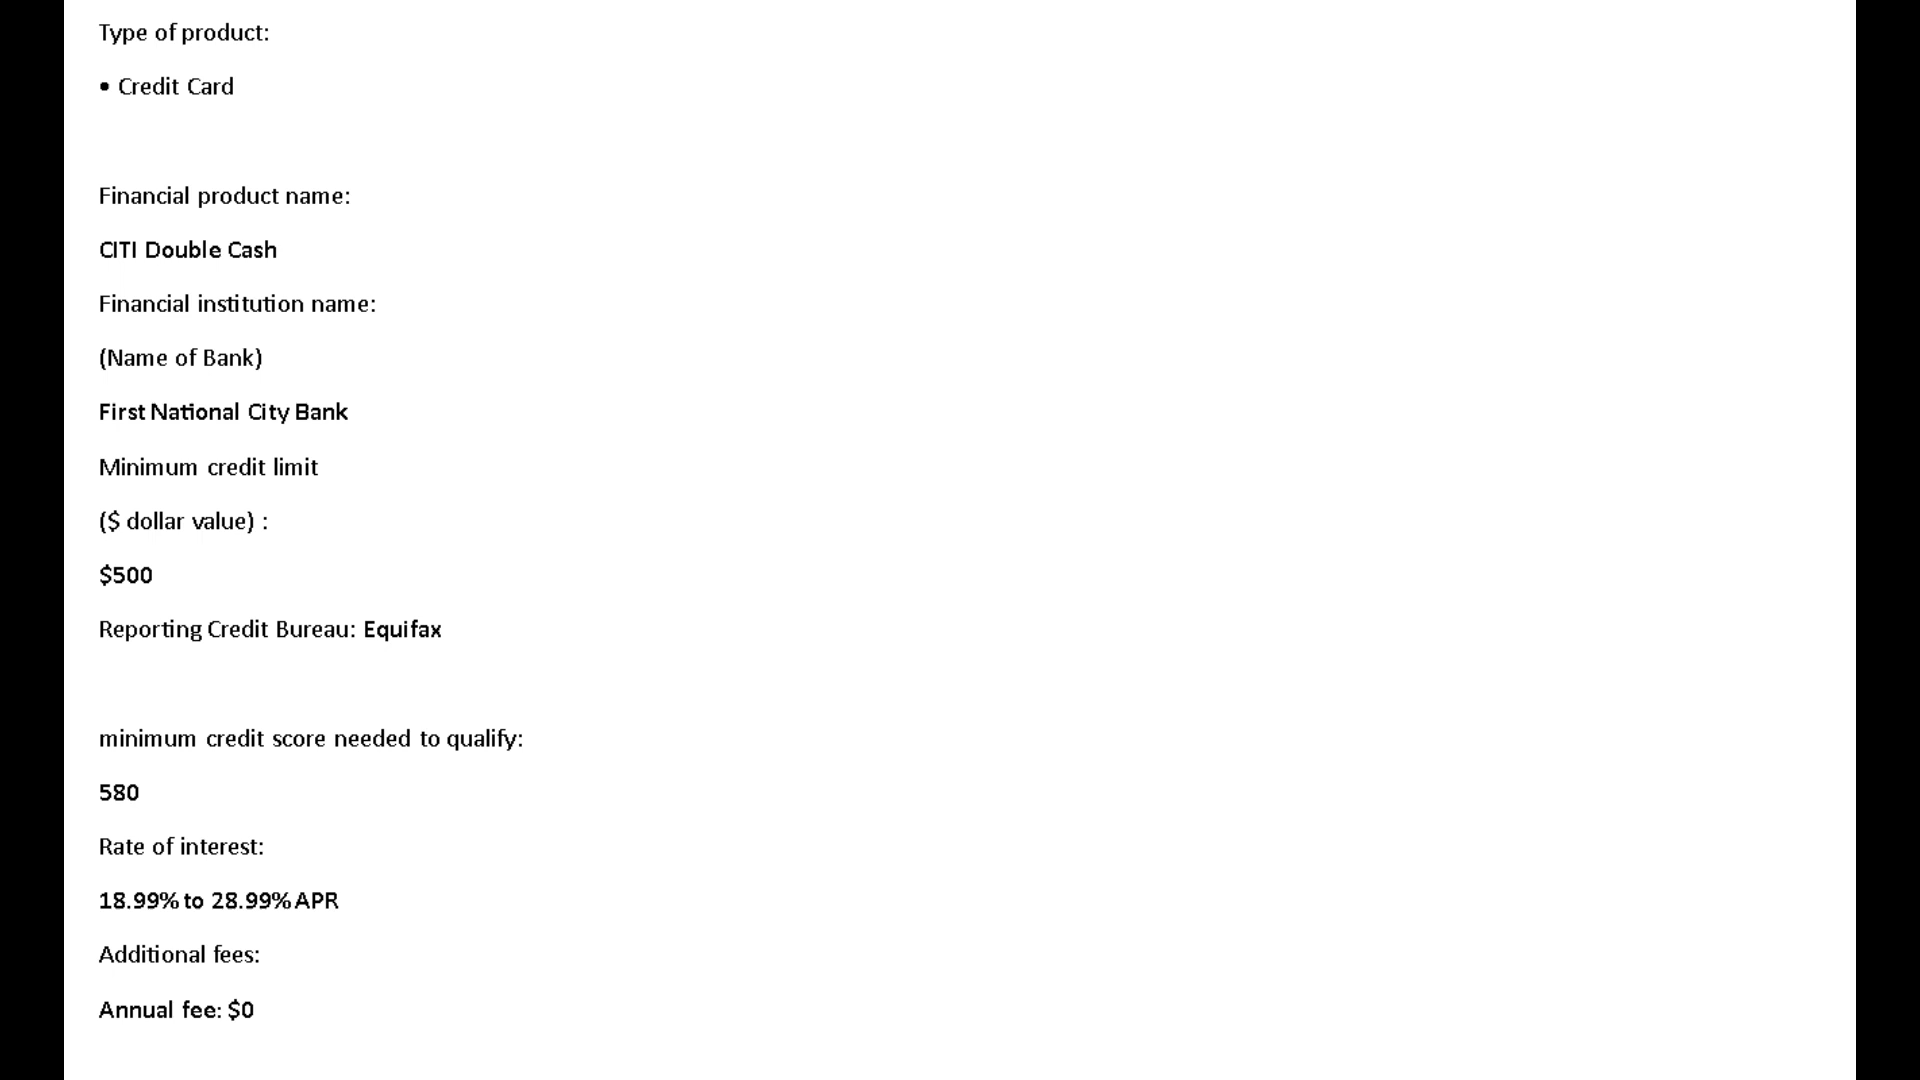 Type of product:
• Credit Card
Financial product name:
CITI Double Cash
Financial institution name:
(Name of Bank)
First National City Bank
Minimum credit limit
($ dollar value) :
$500
Reporting Credit Bureau: Equifax
minimum credit score needed to qualify:
580
Rate of interest:
18.99% to 28.99% APR
Additional fees:
Annual fee: $0